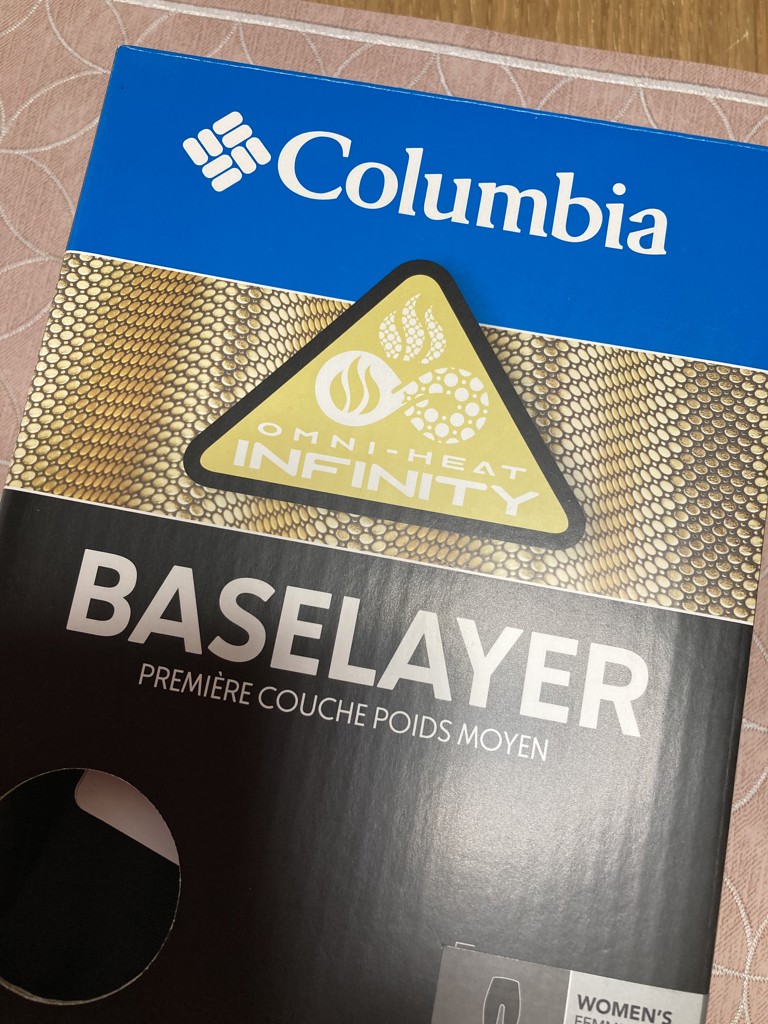 Columbia
OMNI-HEAT
INFINITY
BASELAYER
PREMIÈRE COUCHE POIDS MOYEN
WOMEN'S